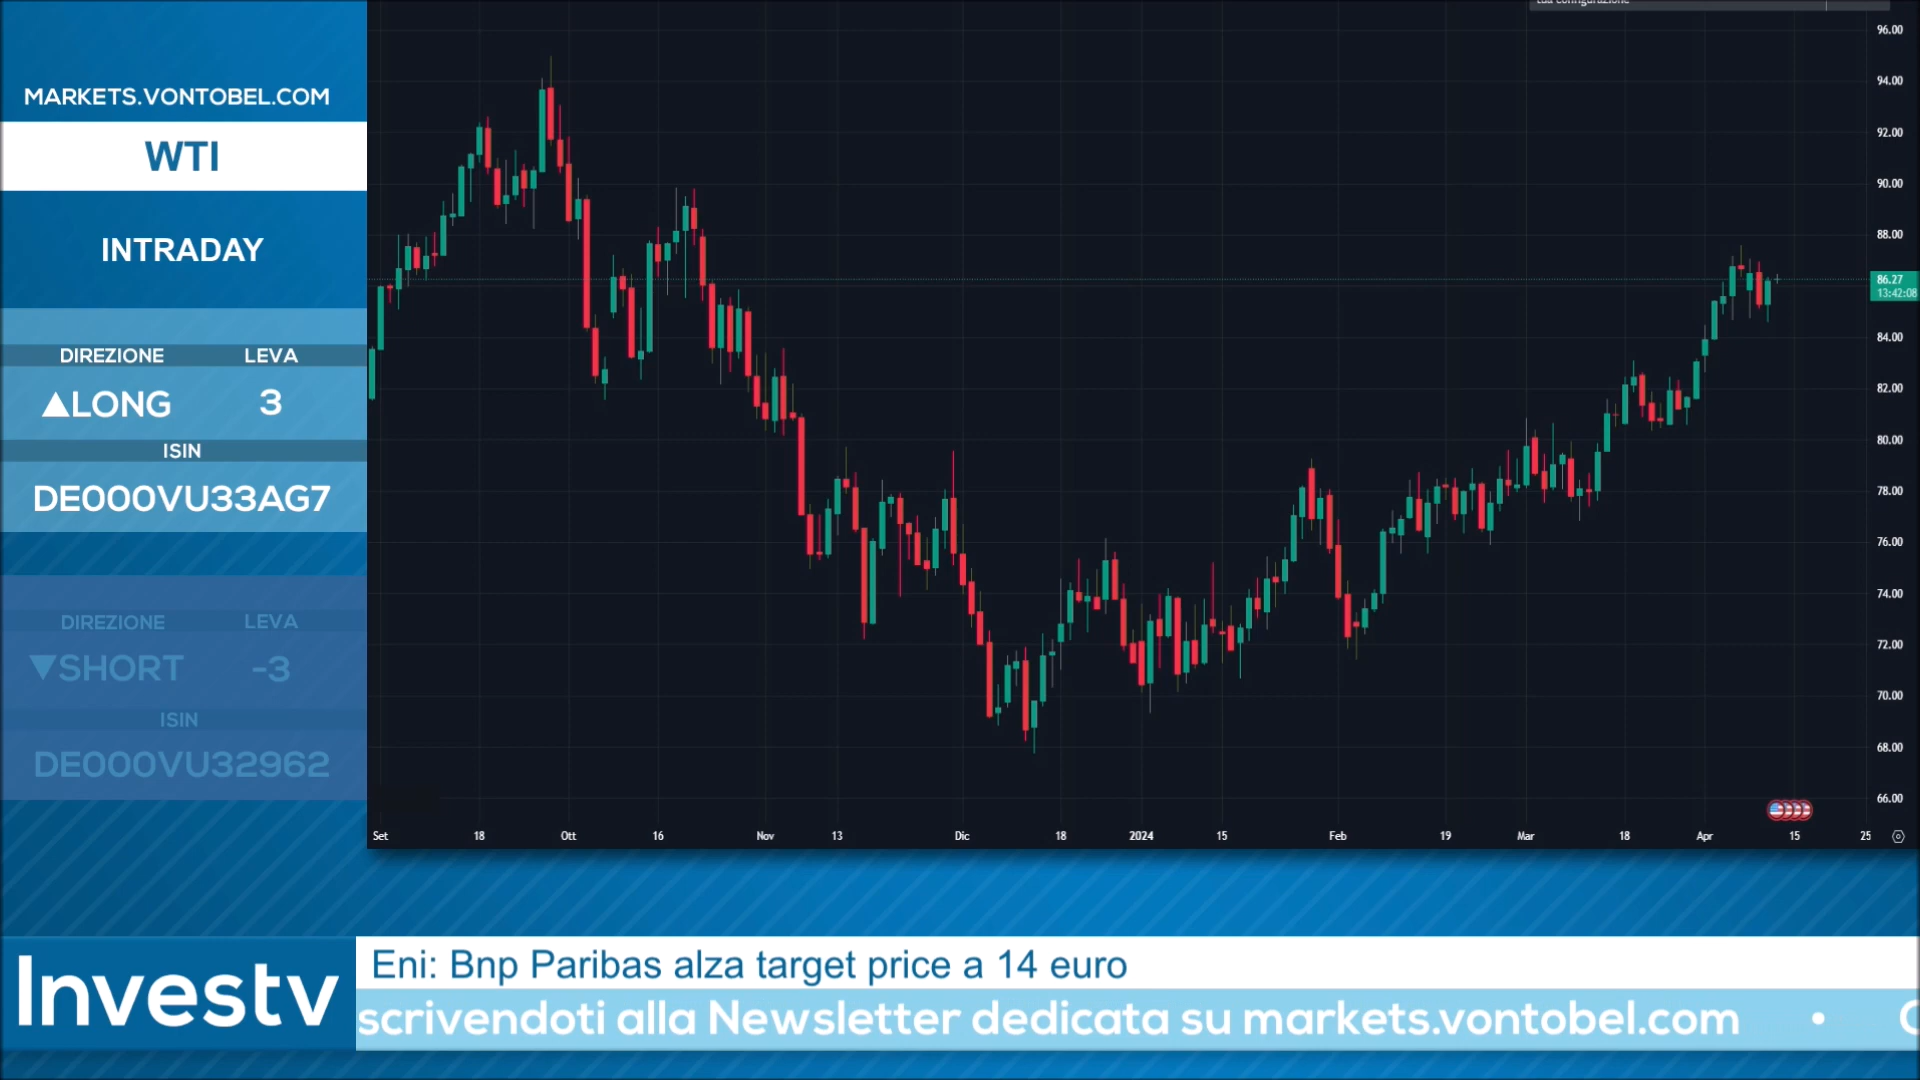 tua configurazione
MARKETS.VONTOBEL.COM
WTI
INTRADAY
DIREZIONE LEVA
▲LONG 3
ISIN
DE000VU33AG7
DIREZIONE LEVA
▼SHORT -3
ISIN
DE000VU32962
96.00
94.00
92.00
90.00
88.00
86.27
13:42:08
84.00
82.00
80.00
78.00
76.00
74.00
72.00
70.00
68.00
66.00
Set 18 Ott 16 Nov 13 Dic 18 2024 15 Feb 19 Mar 18 Apr 15 25
Investv
Eni: Bnp Paribas alza target price a 14 euro
scrivendoti alla Newsletter dedicata su markets.vontobel.com •